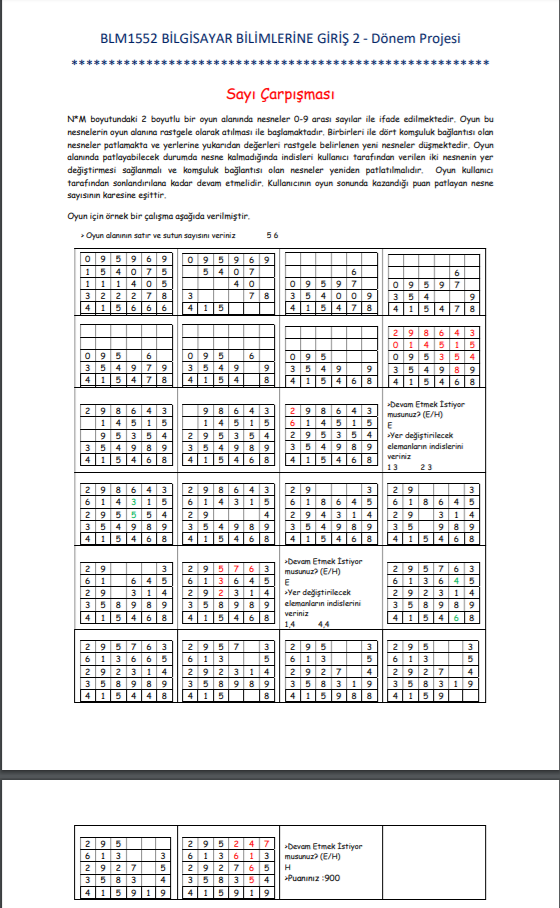 BLM1552 BİLGİSAYAR BİLİMLERİNE GİRİŞ 2 - Dönem Projesi
*********************************************************
Sayı Çarpışması
N*M boyutundaki 2 boyutlu bir oyun alanında nesneler 0-9 arası sayılar ile ifade edilmektedir. Oyun bu
nesnelerin oyun alanına rastgele olarak atılması ile başlamaktadır. Birbirleri ile dört komşuluk bağlantısı olan
nesneler patlamakta ve yerlerine yukarıdan değerleri rastgele belirlenen yeni nesneler düşmektedir. Oyun
alanında patlayabilecek durumda nesne kalmadığında indisleri kullanıcı tarafından verilen iki nesnenin yer
değiştirmesi sağlanmalı ve komşuluk bağlantısı olan nesneler yeniden patlatılmalıdır. Oyun kullanıcı
tarafından sonlandırılana kadar devam etmelidir. Kullanıcının oyun sonunda kazandığı puan patlayan nesne
sayısının karesine eşittir.
Oyun için örnek bir çalışma aşağıda verilmiştir.
> Oyun alanının satır ve sutun sayısını veriniz 5 6
0 9 5 9 6 9
1 5 4 0 7 5
1 1 1 4 0 5
3 2 2 2 7 8
4 1 5 6 6 6
0 9 5 9 6 9
5 4 0 7
4 0
3 7 8
4 1 5
6
0 9 5 9 7
3 5 4 0 0 9
4 1 5 4 7 8
6
0 9 5 9 7
3 5 4 9
4 1 5 4 7 8
0 9 5 6
3 5 4 9 7 9
4 1 5 4 7 8
0 9 5 6
3 5 4 9 9
4 1 5 4 8
0 9 5
3 5 4 9 9
4 1 5 4 6 8
2 9 8 6 4 3
0 1 4 5 1 5
0 9 5 3 5 4
3 5 4 9 8 9
4 1 5 4 6 8
2 9 8 6 4 3
1 4 5 1 5
9 5 3 5 4
3 5 4 9 8 9
4 1 5 4 6 8
9 8 6 4 3
1 4 5 1 5
2 9 5 3 5 4
3 5 4 9 8 9
4 1 5 4 6 8
2 9 8 6 4 3
6 1 4 5 1 5
2 9 5 3 5 4
3 5 4 9 8 9
4 1 5 4 6 8
>Devam Etmek İstiyor
musunuz? (E/H)
E
>Yer değiştirilecek
elemanların indislerini
veriniz
1 3 2 3
2 9 8 6 4 3
6 1 4 3 1 5
2 9 5 5 5 4
3 5 4 9 8 9
4 1 5 4 6 8
2 9 8 6 4 3
6 1 4 3 1 5
2 9 4
3 5 4 9 8 9
4 1 5 4 6 8
2 9 3
6 1 8 6 4 5
2 9 4 3 1 4
3 5 4 9 8 9
4 1 5 4 6 8
2 9 3
6 1 8 6 4 5
2 9 3 1 4
3 5 9 8 9
4 1 5 4 6 8
2 9 3
6 1 6 4 5
2 9 3 1 4
3 5 8 9 8 9
4 1 5 4 6 8
2 9 5 7 6 3
6 1 3 6 4 5
2 9 2 3 1 4
3 5 8 9 8 9
4 1 5 4 6 8
>Devam Etmek İstiyor
musunuz? (E/H)
E
>Yer değiştirilecek
elemanların indislerini
veriniz
1,4 4,4
2 9 5 7 6 3
6 1 3 6 4 5
2 9 2 3 1 4
3 5 8 9 8 9
4 1 5 4 6 8
2 9 5 7 6 3
6 1 3 6 6 5
2 9 2 3 1 4
3 5 8 9 8 9
4 1 5 4 4 8
2 9 5 7 3
6 1 3 5
2 9 2 3 1 4
3 5 8 9 8 9
4 1 5 8
2 9 5 3
6 1 3 5
2 9 2 7 4
3 5 8 3 1 9
4 1 5 9 8 8
2 9 5 3
6 1 3 5
2 9 2 7 4
3 5 8 3 1 9
4 1 5 9
2 9 5
6 1 3 3
2 9 2 7 5
3 5 8 3 4
4 1 5 9 1 9
2 9 5 2 4 7
6 1 3 6 1 3
2 9 2 7 6 5
3 5 8 3 5 4
4 1 5 9 1 9
>Devam Etmek İstiyor
musunuz? (E/H)
H
>Puanınız :900